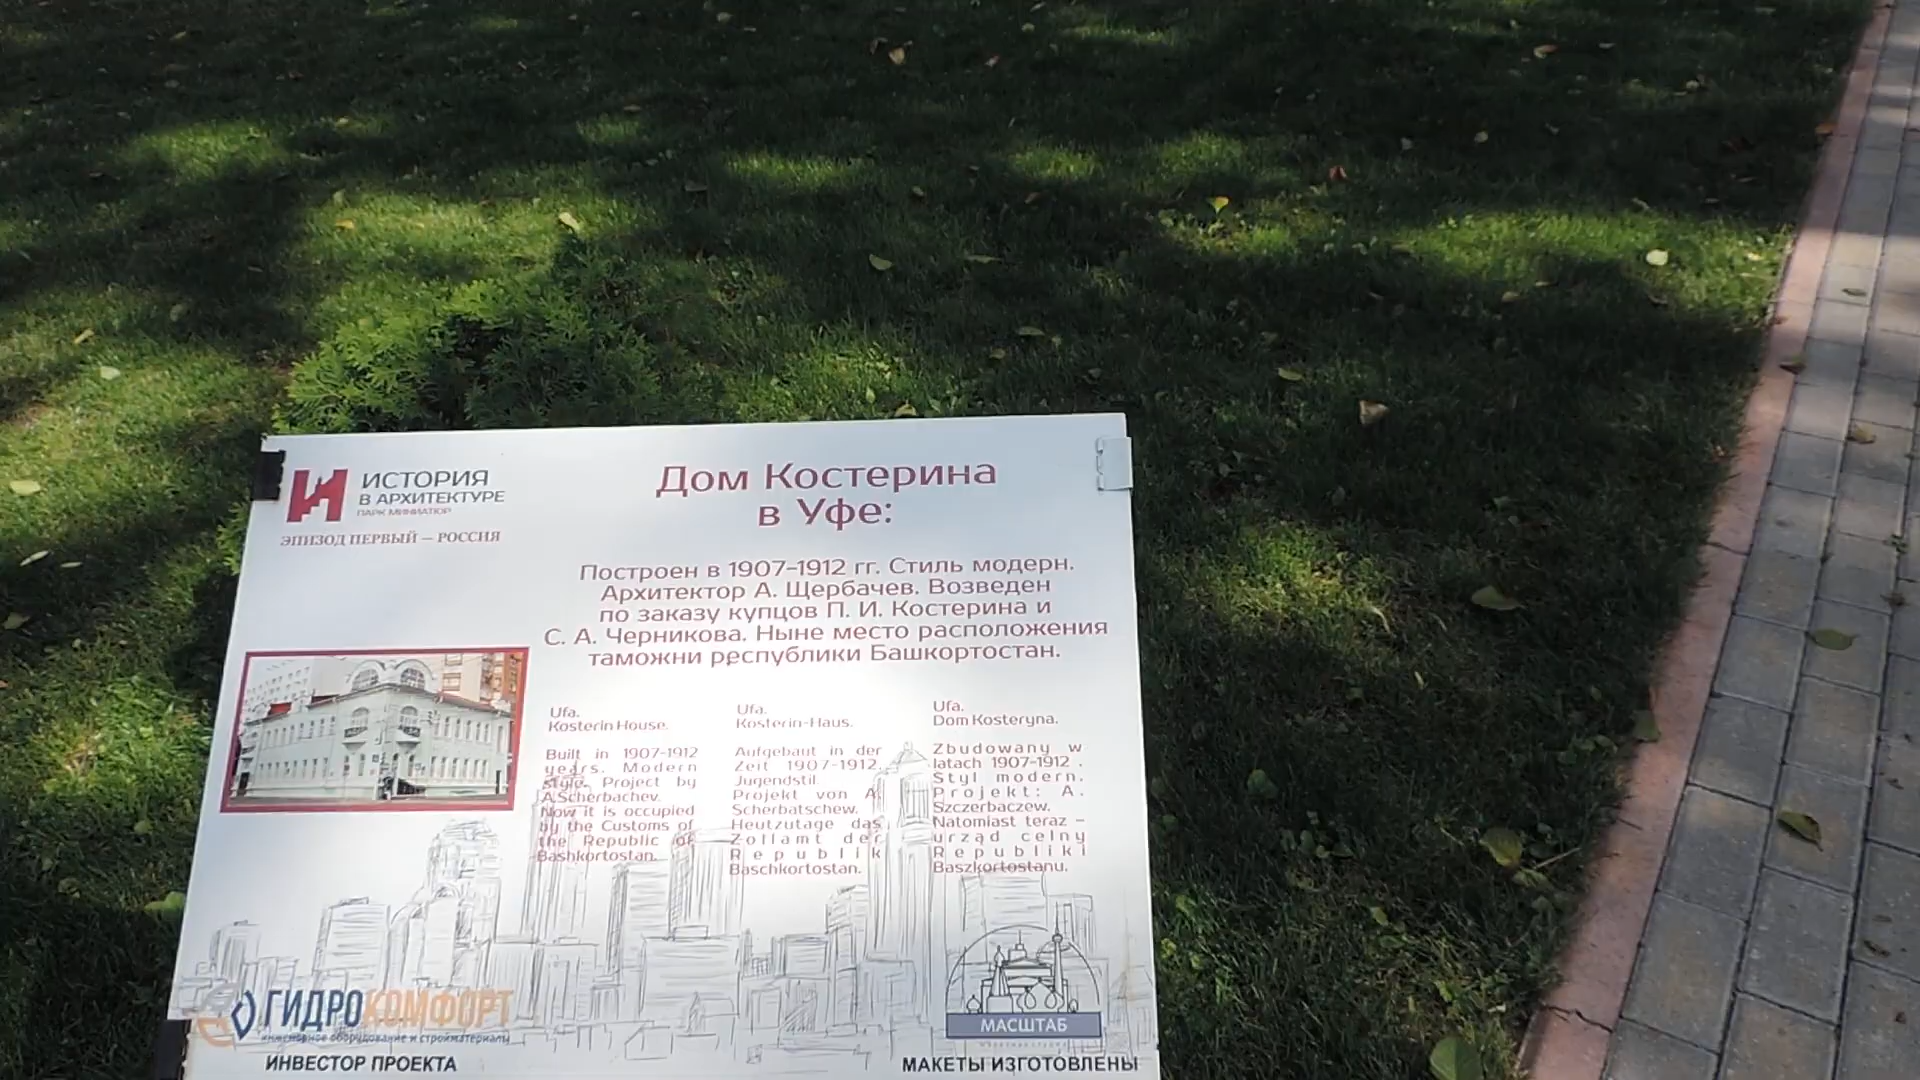 ИСТОРИЯ
В АРХИТЕКТУРЕ
ПАРК МИНИАТЮР
ЭПИЗОД ПЕРВЫЙ – РОССИЯ
Дом Костерина
в Уфе:
Построен в 1907-1912 гг. Стиль модерн.
Архитектор А. Щербачев. Возведен
по заказу купцов П. И. Костерина и
С. А. Черникова. Ныне место расположения
таможни республики Башкортостан.
Ufa.
Kosterin House.
Built in 1907-1912
years. Modern
style. Project by
A.Scherbachev.
Now it is occupied
by the Customs of
the Republic of
Bashkortostan.
Ufa.
Kosterin-Haus.
Aufgebaut in der
Zeit 1907-1912.
Jugendstil.
Projekt von A.
Scherbatschew.
Heutzutage das
Zollamt der
Republik
Baschkortostan.
Ufa.
Dom Kosteryna.
Zbudowany w
latach 1907-1912 .
Styl modern.
Projekt: A.
Szczerbaczew.
Natomiast teraz –
urząd celny
Republiki
Baszkortostanu.
ГИДРОКОМФОРТ
инженерное оборудование и стройматериалы
ИНВЕСТОР ПРОЕКТА
МАСШТАБ
МАКЕТЫ ИЗГОТОВЛЕНЫ